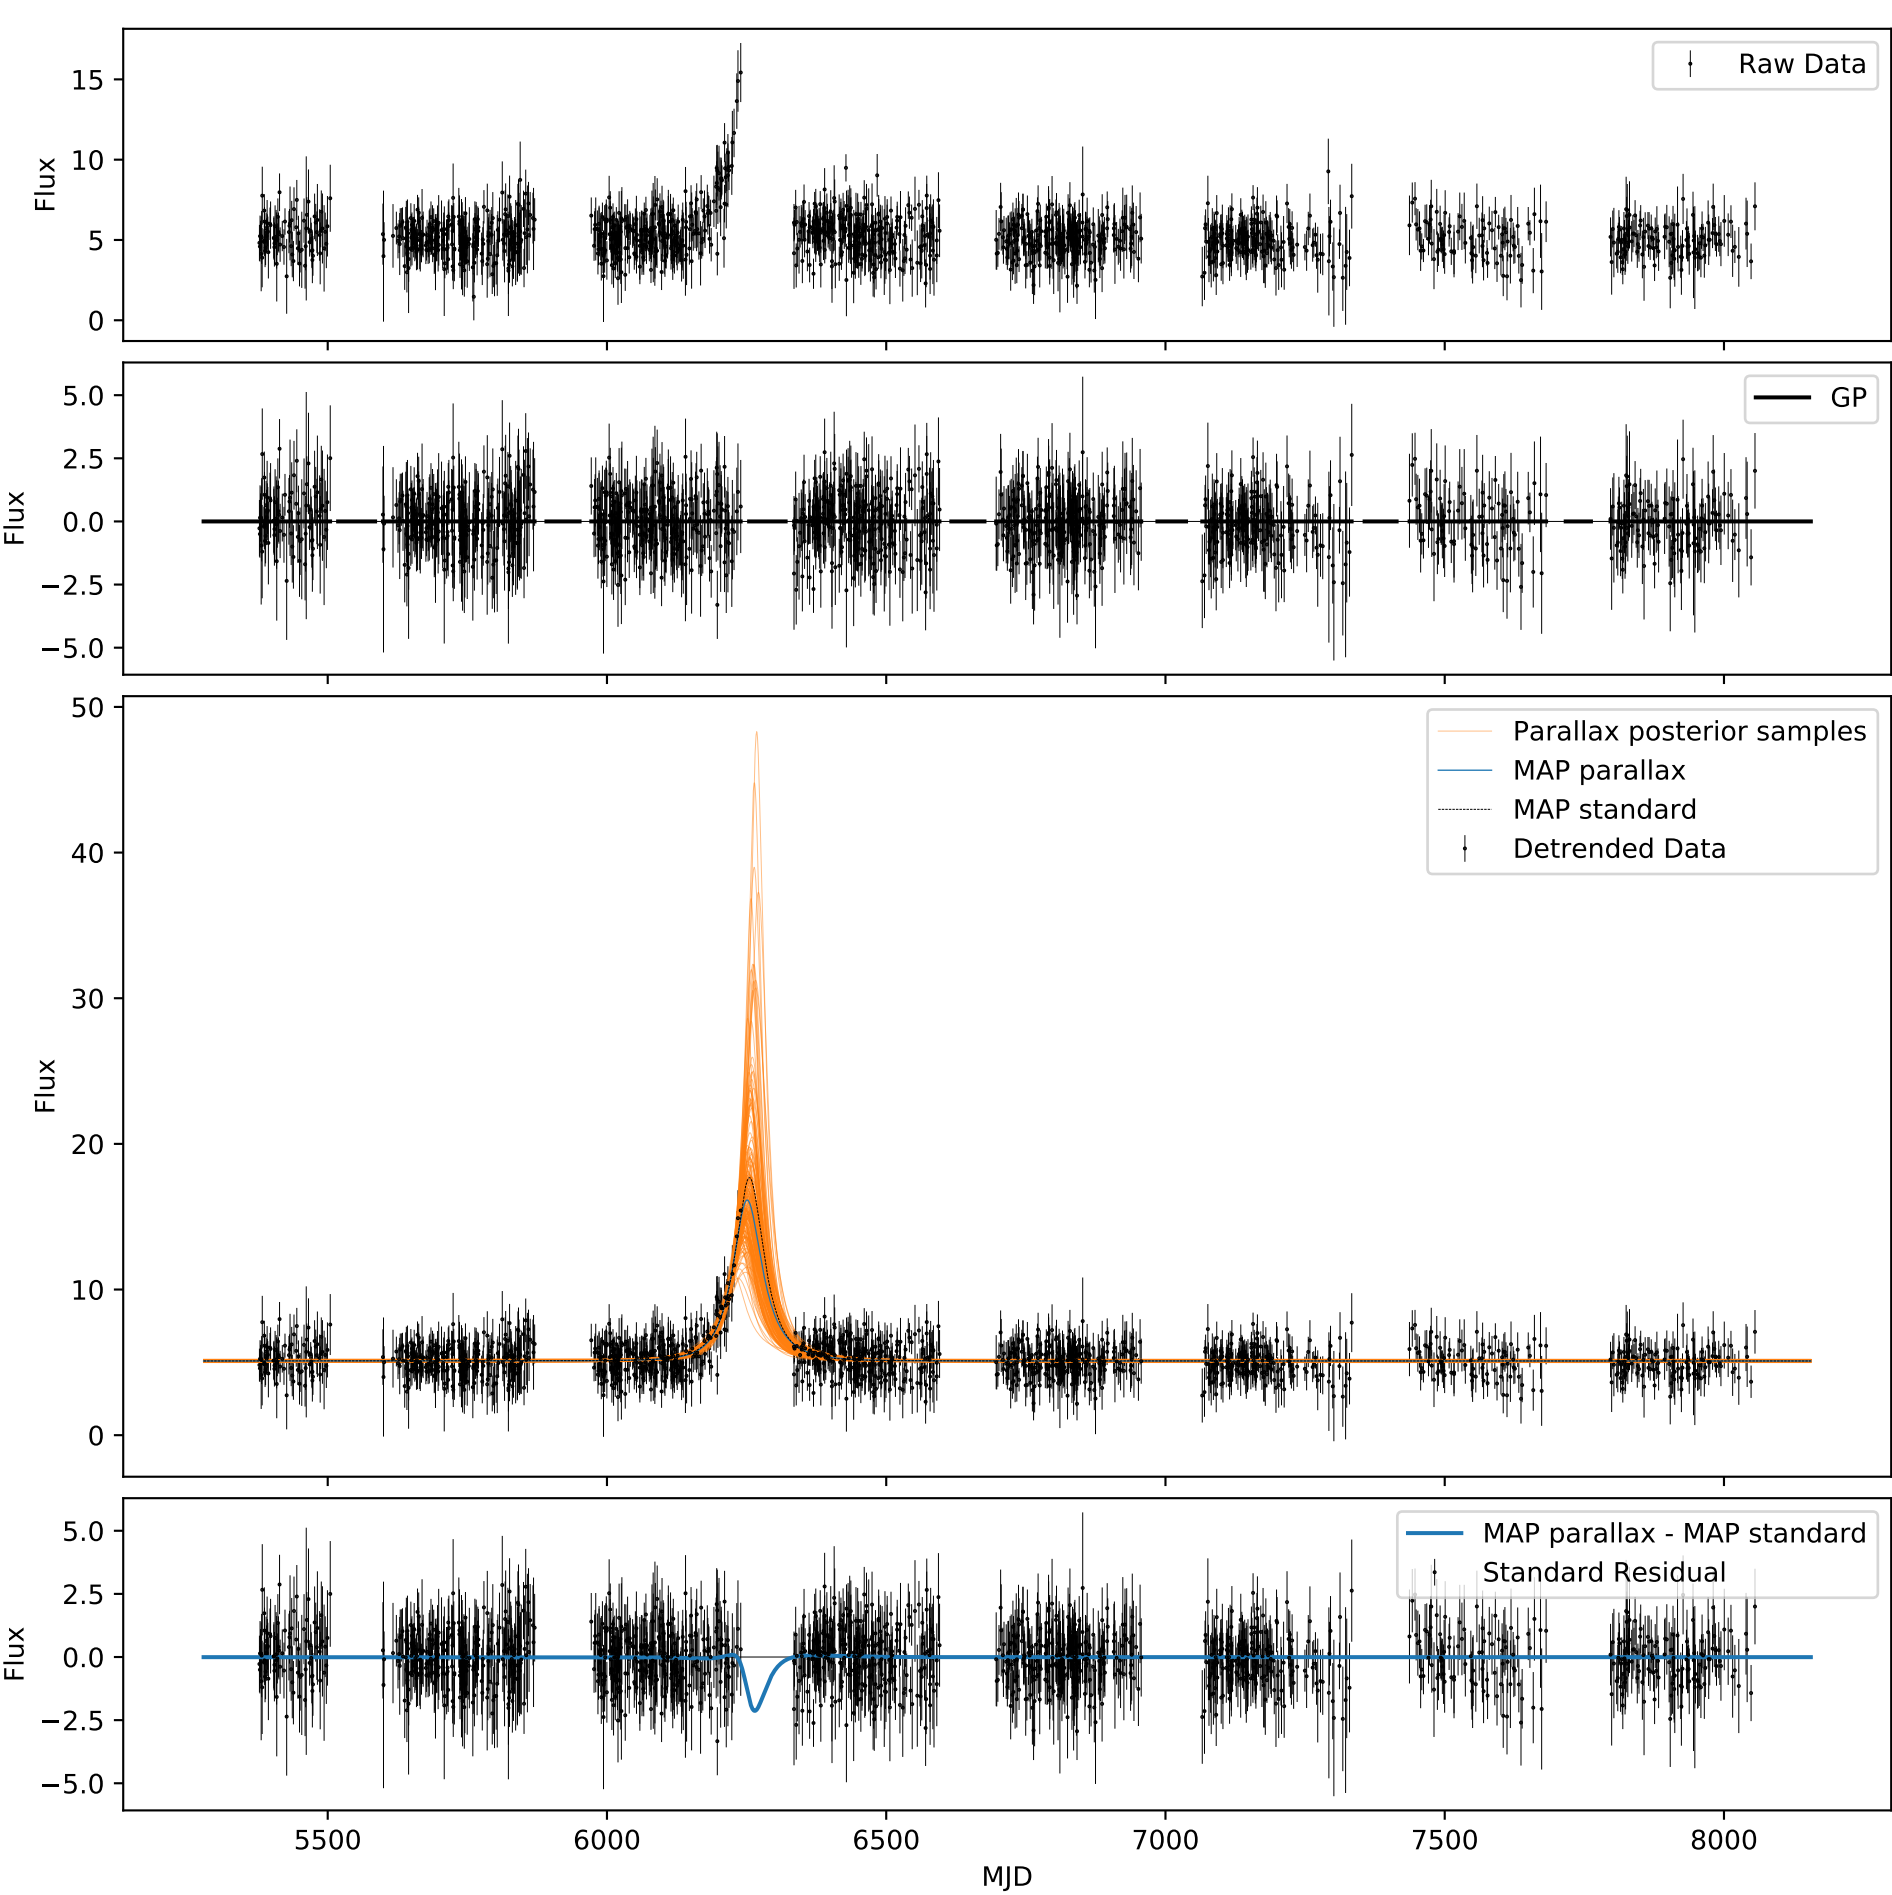 15
10
5
0
Flux
Raw Data
5.0
2.5
0.0
−2.5
−5.0
Flux
GP
50
40
30
20
10
0
Flux
Parallax posterior samples
MAP parallax
MAP standard
Detrended Data
5.0
2.5
0.0
−2.5
−5.0
Flux
MAP parallax - MAP standard
Standard Residual
5500 6000 6500 7000 7500 8000
MJD